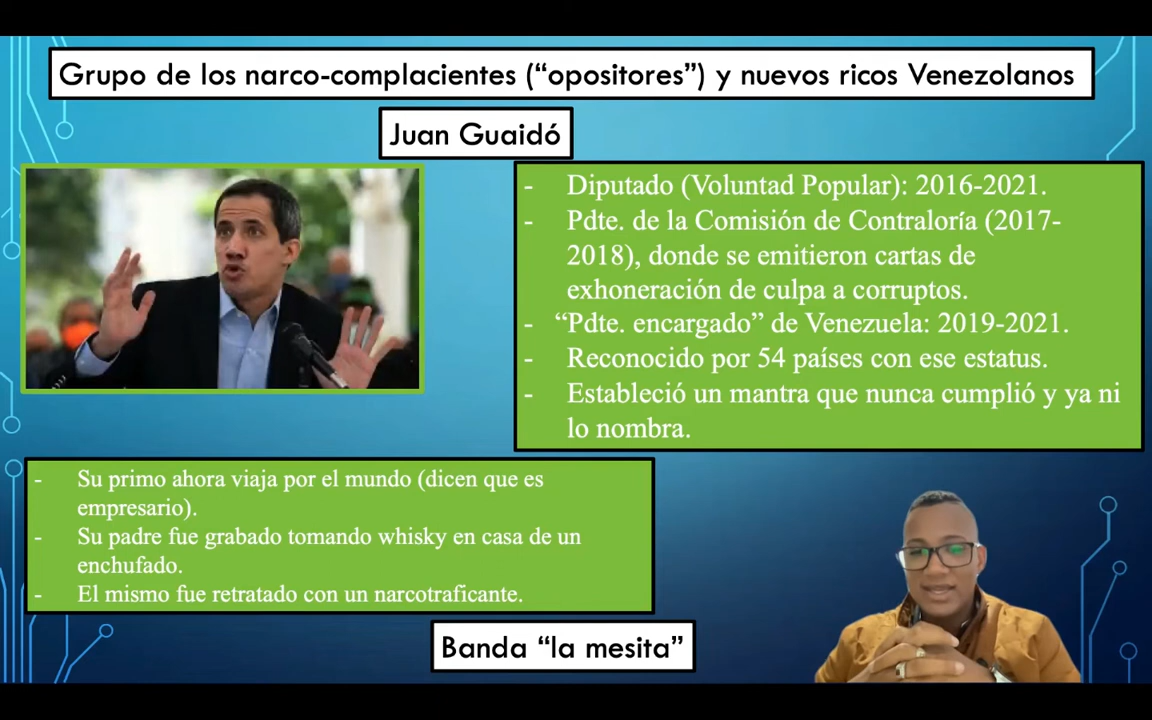 Grupo de los narco-complacientes (“opositores”) y nuevos ricos Venezolanos
Juan Guaidó
- Diputado (Voluntad Popular): 2016-2021.
- Pdte. de la Comisión de Contraloría (2017-
2018), donde se emitieron cartas de
exhoneración de culpa a corruptos.
- “Pdte. encargado” de Venezuela: 2019-2021.
- Reconocido por 54 países con ese estatus.
- Estableció un mantra que nunca cumplió y ya ni
lo nombra.
- Su primo ahora viaja por el mundo (dicen que es
empresario).
- Su padre fue grabado tomando whisky en casa de un
enchufado.
- El mismo fue retratado con un narcotraficante.
Banda “la mesita”